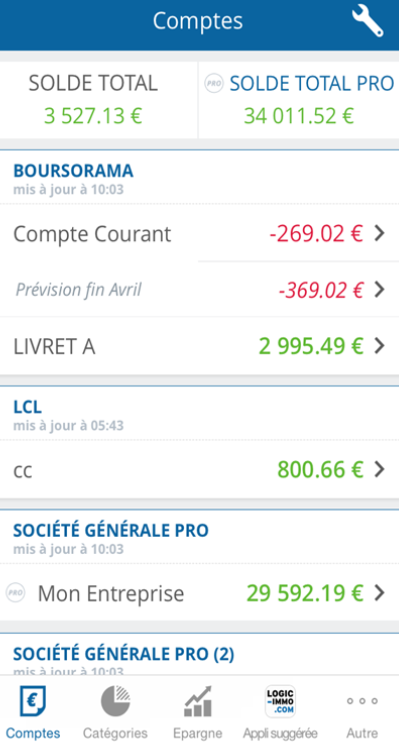 Comptes
SOLDE TOTAL
3 527.13 €
PRO SOLDE TOTAL PRO
34 011.52 €
BOURSORAMA
mis à jour à 10:03
Compte Courant -269.02 €
Prévision fin Avril -369.02 €
LIVRET A 2 995.49 €
LCL
mis à jour à 05:43
cc 800.66 €
SOCIÉTÉ GÉNÉRALE PRO
mis à jour à 10:03
PRO Mon Entreprise 29 592.19 €
SOCIÉTÉ GÉNÉRALE PRO (2)
mis à jour à 10:03
€
LOGIC
-IMMO
.COM
Comptes Catégories Epargne Appli suggérée Autre